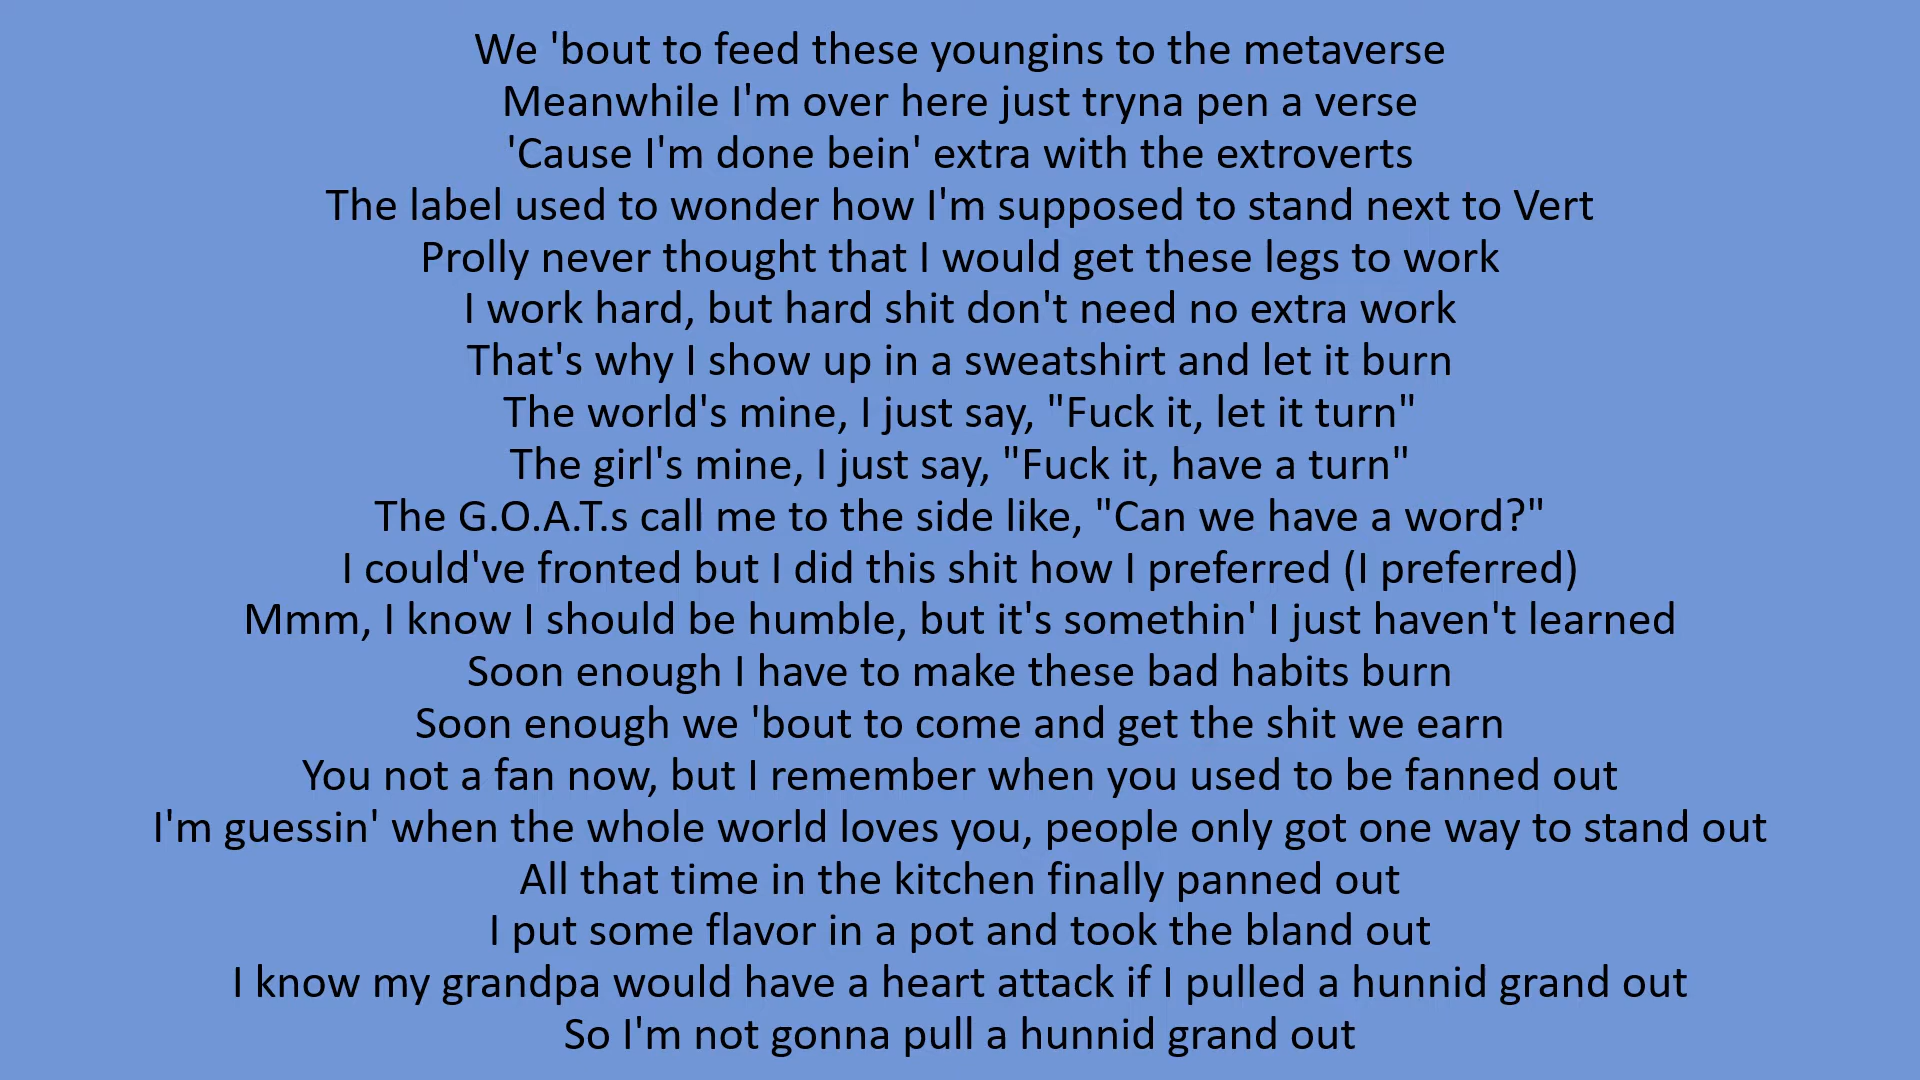 We 'bout to feed these youngins to the metaverse
Meanwhile I'm over here just tryna pen a verse
'Cause I'm done bein' extra with the extroverts
The label used to wonder how I'm supposed to stand next to Vert
Prolly never thought that I would get these legs to work
I work hard, but hard shit don't need no extra work
That's why I show up in a sweatshirt and let it burn
The world's mine, I just say, "Fuck it, let it turn"
The girl's mine, I just say, "Fuck it, have a turn"
The G.O.A.T.s call me to the side like, "Can we have a word?"
I could've fronted but I did this shit how I preferred (I preferred)
Mmm, I know I should be humble, but it's somethin' I just haven't learned
Soon enough I have to make these bad habits burn
Soon enough we 'bout to come and get the shit we earn
You not a fan now, but I remember when you used to be fanned out
I'm guessin' when the whole world loves you, people only got one way to stand out
All that time in the kitchen finally panned out
I put some flavor in a pot and took the bland out
I know my grandpa would have a heart attack if I pulled a hunnid grand out
So I'm not gonna pull a hunnid grand out